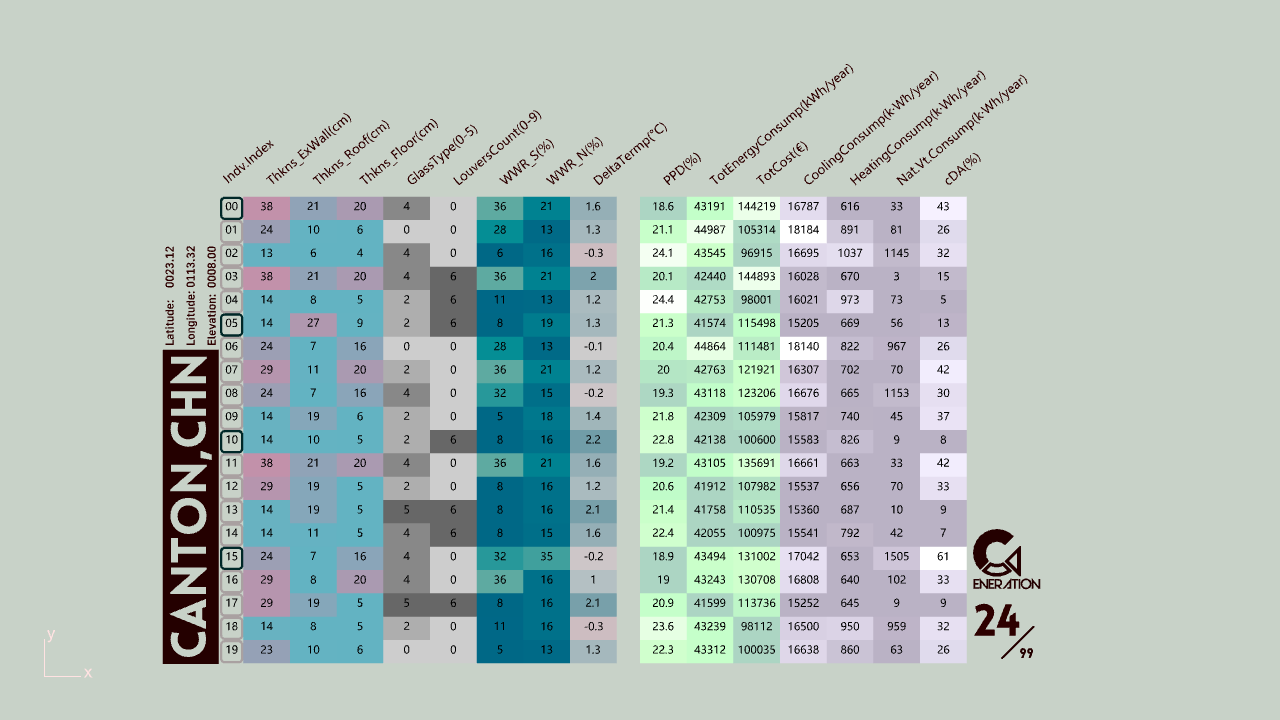 Indv.Index Thkns_ExWall(cm) Thkns_Roof(cm) Thkns_Floor(cm) GlassType(0-5) LouversCount(0-9) WWR_S(%) WWR_N(%) DeltaTermp(°C) PPD(%) TotEnergyConsump(kWh/year) TotCost(€) CoolingConsump(k·Wh/year) HeatingConsump(k·Wh/year) Nat.Vt.Consump(k·Wh/year) cDA(%)
00 38 21 20 4 0 36 21 1.6 18.6 43191 144219 16787 616 33 43
01 24 10 6 0 0 28 13 1.3 21.1 44987 105314 18184 891 81 26
02 13 6 4 4 0 6 16 -0.3 24.1 43545 96915 16695 1037 1145 32
03 38 21 20 4 6 36 21 2 20.1 42440 144893 16028 670 3 15
04 14 8 5 2 6 11 13 1.2 24.4 42753 98001 16021 973 73 5
05 14 27 9 2 6 8 19 1.3 21.3 41574 115498 15205 669 56 13
06 24 7 16 0 0 28 13 -0.1 20.4 44864 111481 18140 822 967 26
07 29 11 20 2 0 36 21 1.2 20 42763 121921 16307 702 70 42
08 24 7 16 4 0 32 15 -0.2 19.3 43118 123206 16676 665 1153 30
09 14 19 6 2 0 5 18 1.4 21.8 42309 105979 15817 740 45 37
10 14 10 5 2 6 8 16 2.2 22.8 42138 100600 15583 826 9 8
11 38 21 20 4 0 36 21 1.6 19.2 43105 135691 16661 663 33 42
12 29 19 5 2 0 8 16 1.2 20.6 41912 107982 15537 656 70 33
13 14 19 5 5 6 8 16 2.1 21.4 41758 110535 15360 687 10 9
14 14 11 5 4 6 8 15 1.6 22.4 42055 100975 15541 792 42 7
15 24 7 16 4 0 32 35 -0.2 18.9 43494 131002 17042 653 1505 61
16 29 8 20 4 0 36 16 1 19 43243 130708 16808 640 102 33
17 29 19 5 5 6 8 16 2.1 20.9 41599 113736 15252 645 9 9
18 14 8 5 2 0 11 16 -0.3 23.6 43239 98112 16500 950 959 32
19 23 10 6 0 0 5 13 1.3 22.3 43312 100035 16638 860 63 26
Latitude: 0023.12
Longitude: 0113.32
Elevation: 0008.00
CANTON,CHN
ENERATION
24/99
y
x